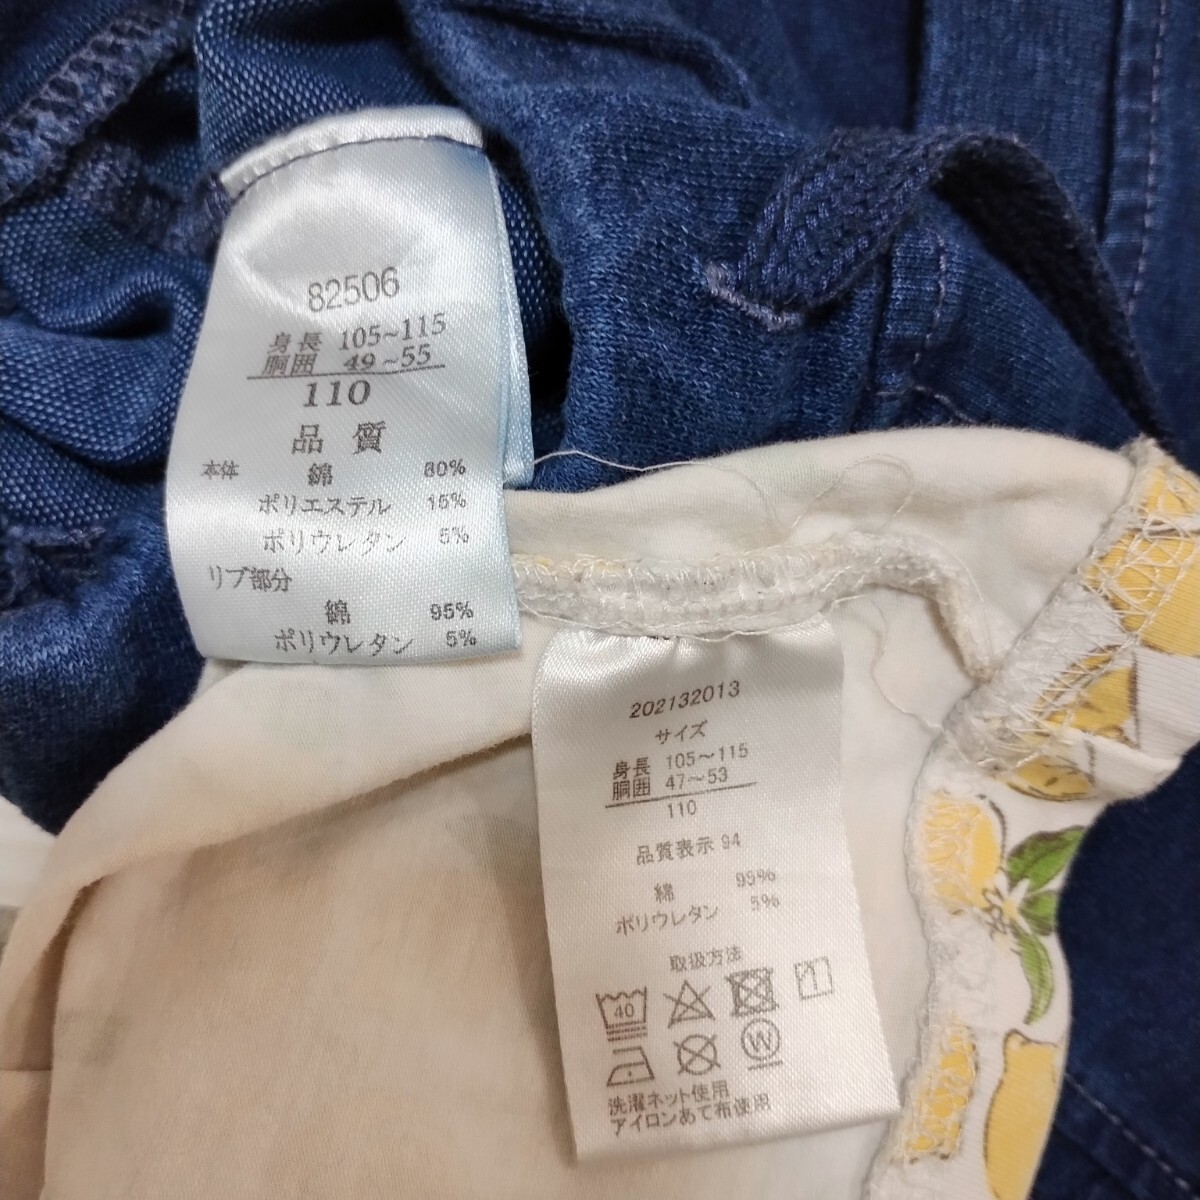 82506
身長 105~115
胴囲 49~55
110
品質
本体 綿 80%
ポリエステル 15%
ポリウレタン 5%
リブ部分
綿 95%
ポリウレタン 5%
202132013
サイズ
身長 105～115
胴囲 47～53
110
品質表示 94
綿 95%
ポリウレタン 5%
取扱方法
40
W
洗濯ネット使用
アイロンあて布使用